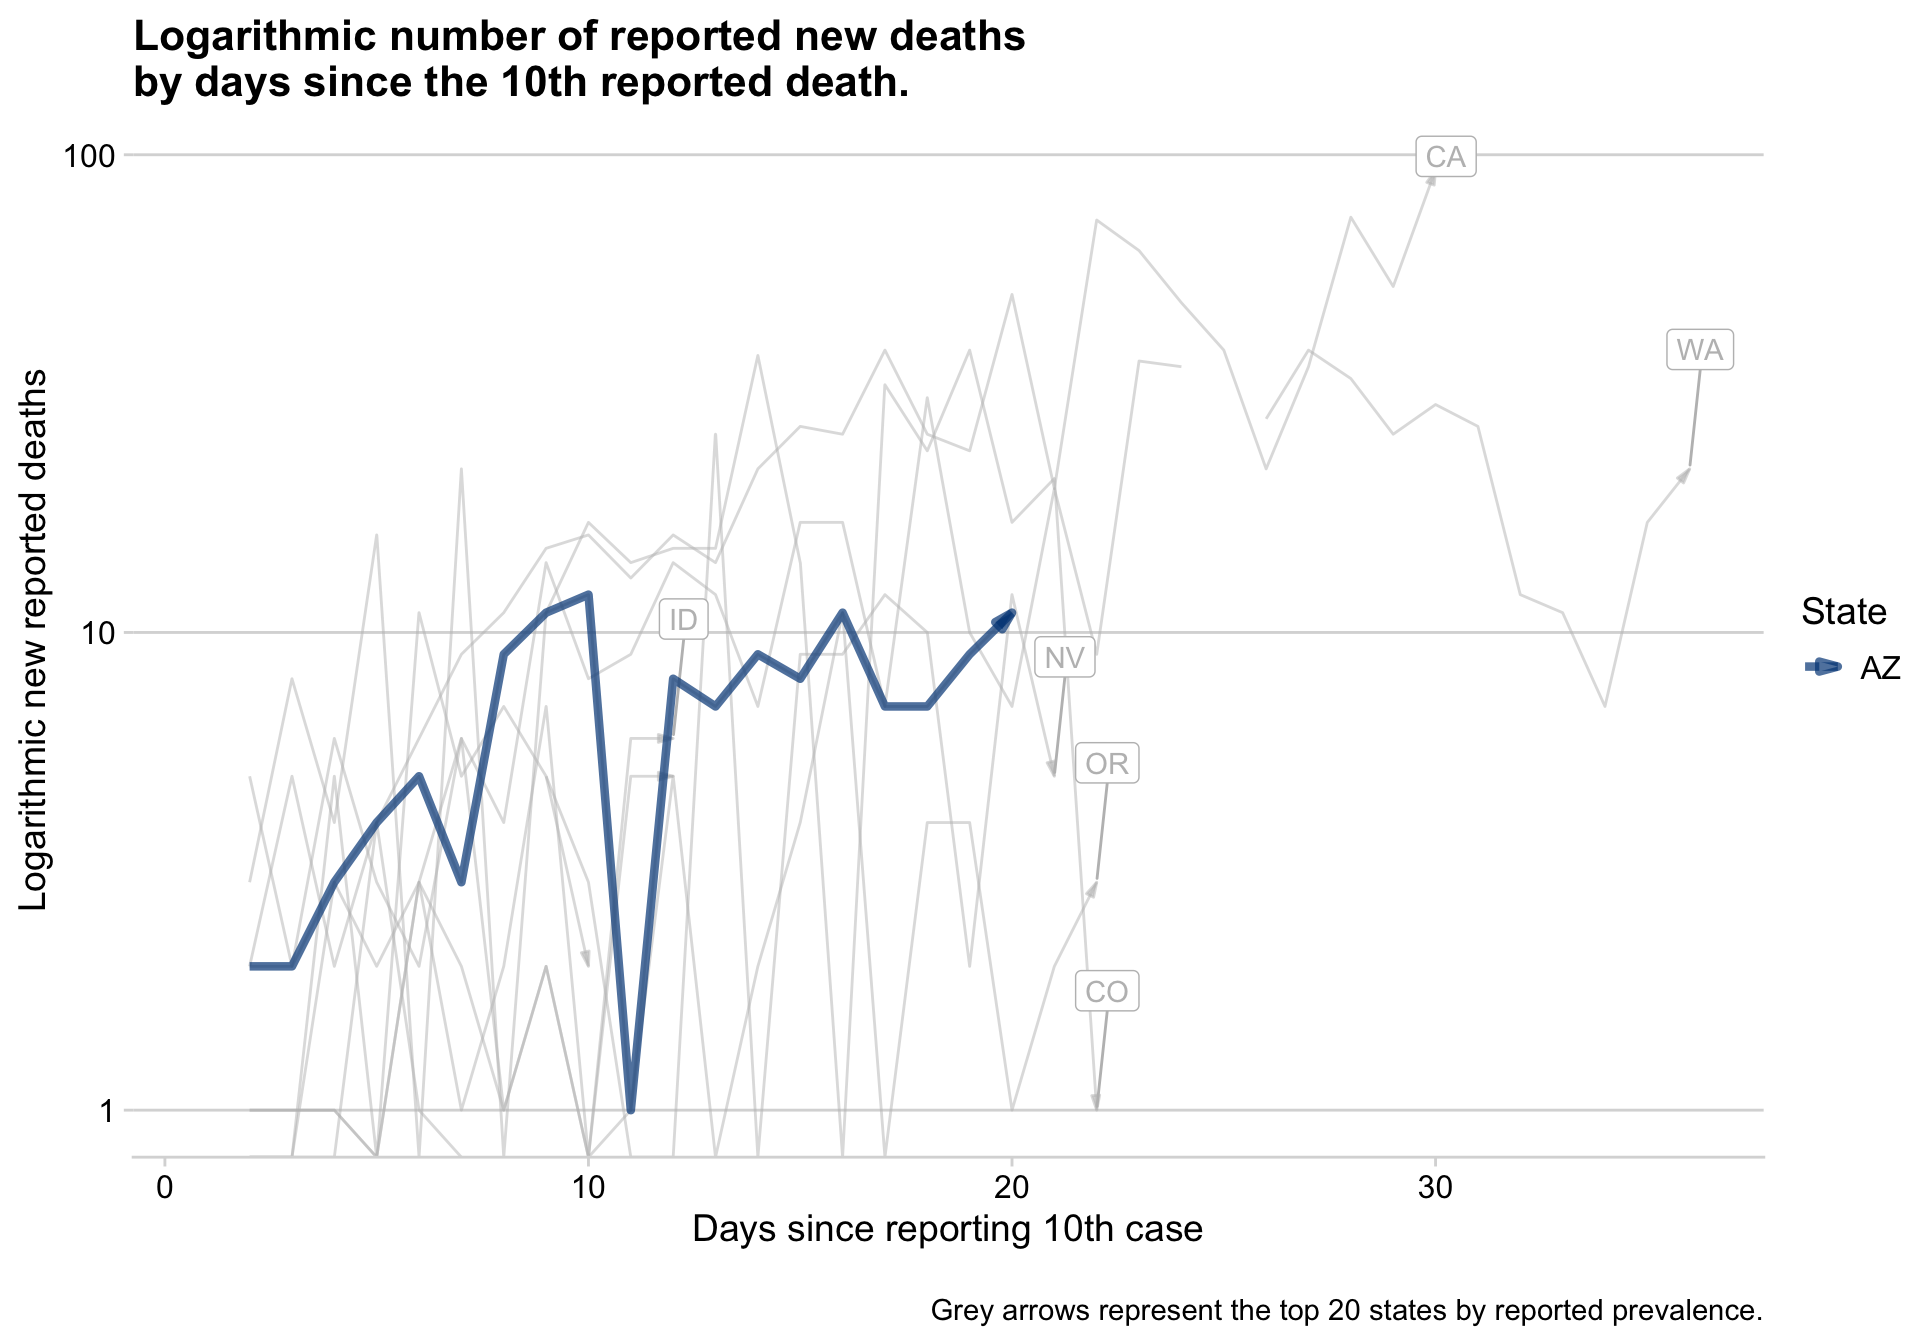 Logarithmic number of reported new deaths
by days since the 10th reported death.
100
10
1
Logarithmic new reported deaths
CA
WA
ID
NV
OR
CO
State
AZ
0
10
20
30
Days since reporting 10th case
Grey arrows represent the top 20 states by reported prevalence.